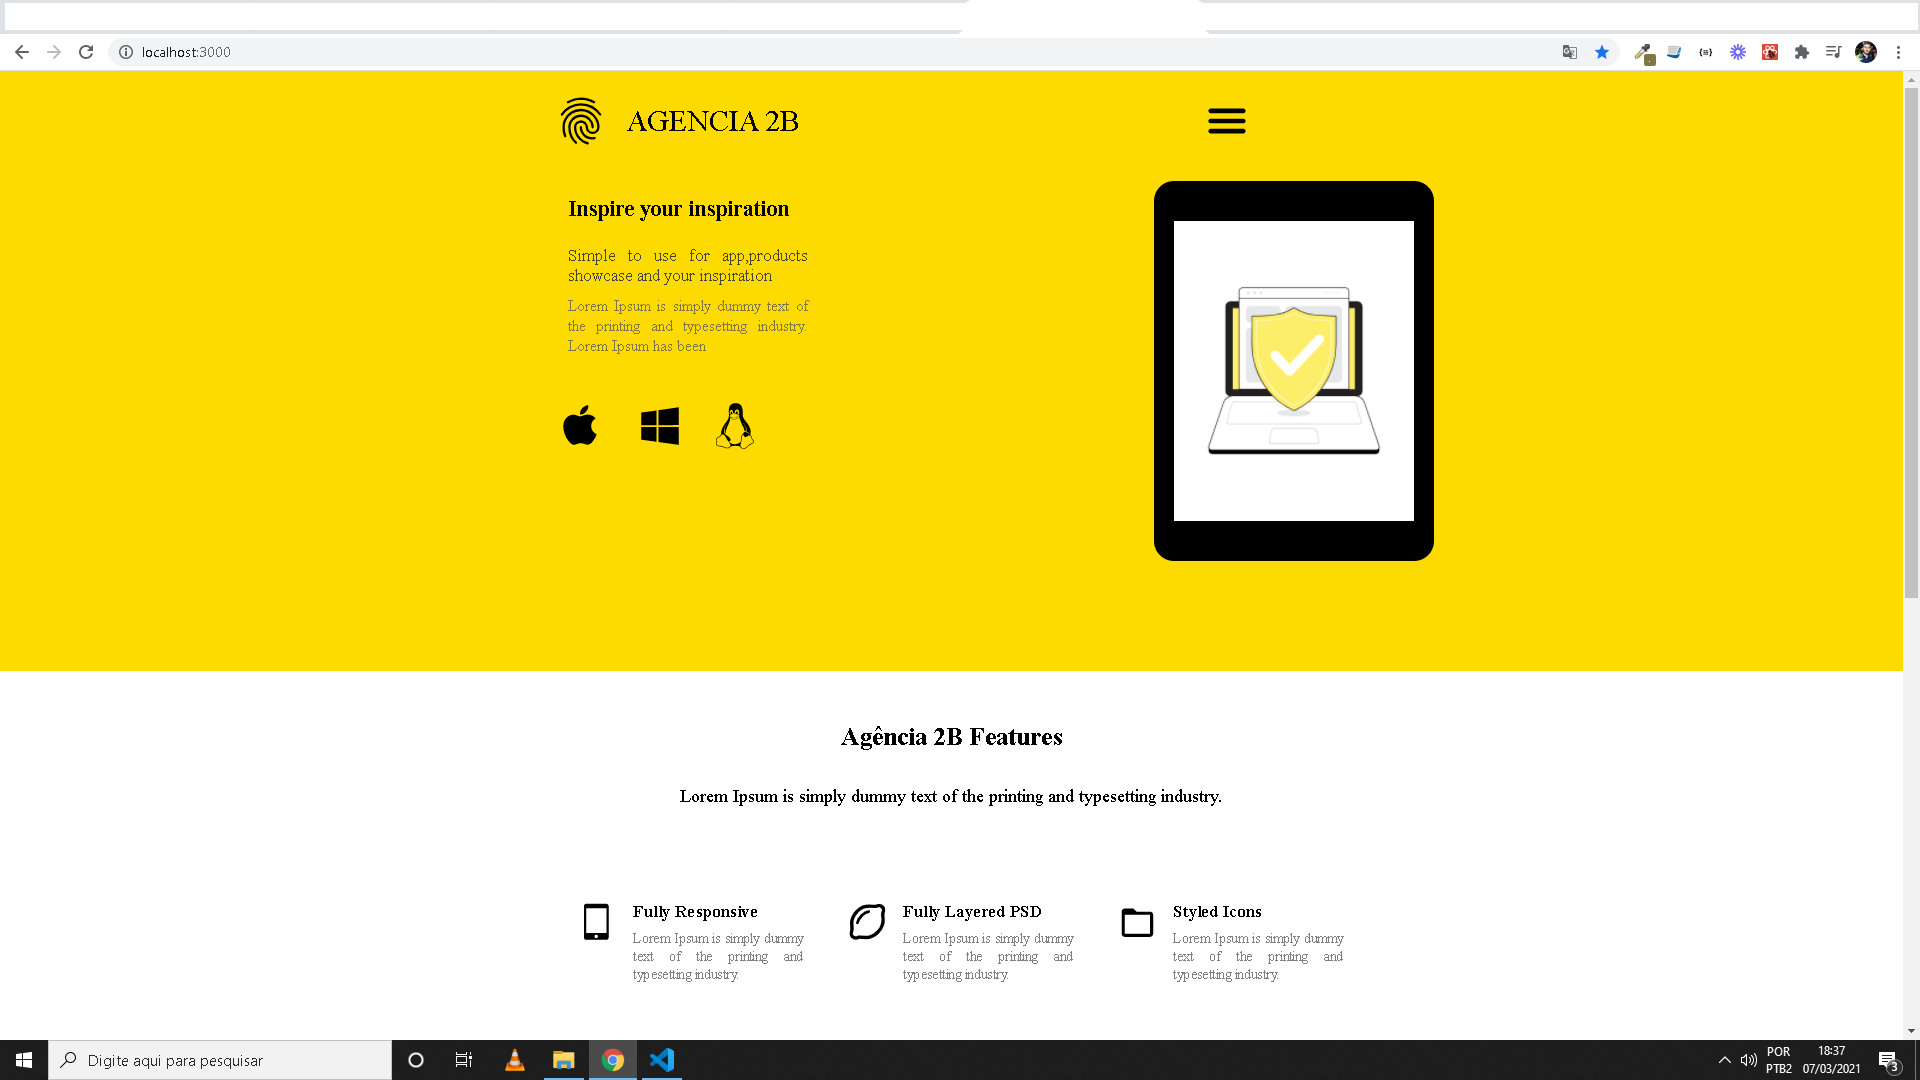 localhost:3000
AGENCIA 2B
Inspire your inspiration
Simple to use for app,products
showcase and your inspiration
Lorem Ipsum is simply dummy text of
the printing and typesetting industry.
Lorem Ipsum has been
Agência 2B Features
Lorem Ipsum is simply dummy text of the printing and typesetting industry.
Fully Responsive
Lorem Ipsum is simply dummy
text of the printing and
typesetting industry.
Fully Layered PSD
Lorem Ipsum is simply dummy
text of the printing and
typesetting industry.
Styled Icons
Lorem Ipsum is simply dummy
text of the printing and
typesetting industry.
Digite aqui para pesquisar
POR
PTB2
18:37
07/03/2021
3